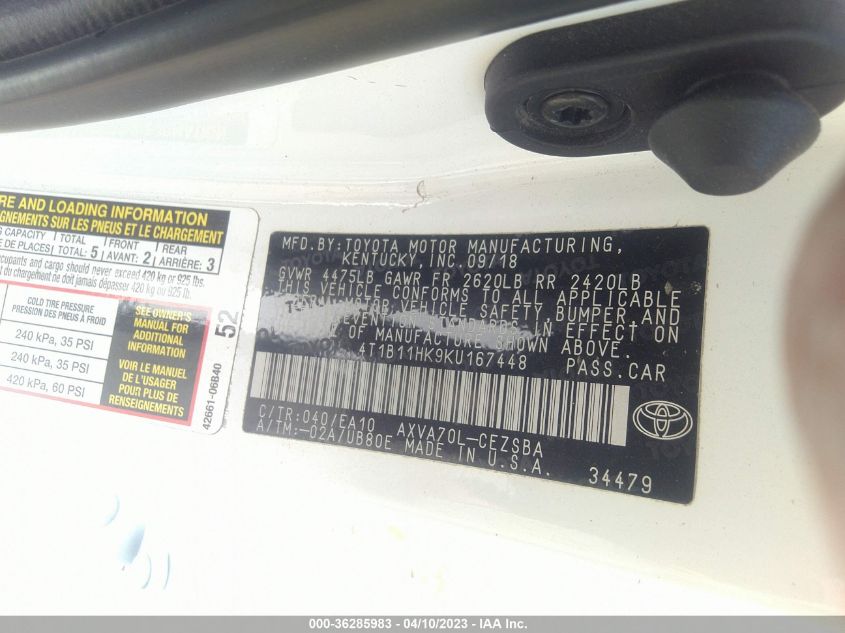 RE AND LOADING INFORMATION
GNEMENTS SUR LES PNEUS ET LE CHARGEMENT
CAPACITY TOTAL FRONT REAR
DE PLACES TOTAL 5 AVANT: 2 ARRIÈRE: 3
ccupants and cargo should never exceed 420 kg or 925 lbs.
ne doit jamais dépasser 420 kg ou 925 lb.
COLD TIRE PRESSURE
PRESSION DES PNEUS À FROID
240 kPa, 35 PSI
240 kPa, 35 PSI
420 kPa, 60 PSI
SEE OWNER'S
MANUAL FOR
ADDITIONAL
INFORMATION
VOIR LE MANUEL
DE L'USAGER
POUR PLUS DE
RENSEIGNEMENTS
52
42661-06B40
MFD.BY:TOYOTA MOTOR MANUFACTURING,
KENTUCKY, INC. 09/18
GVWR 4475LB GAWR FR 2620LB RR 2420LB
THIS VEHICLE CONFORMS TO ALL APPLICABLE
MOTOR VEHICLE SAFETY, BUMPER AND
STANDARDS IN EFFECT ON
OF MANUFACTURE SHOWN ABOVE.
4T1B11HK9KU167448 PASS.CAR
C/TR:040/EA10 AXVA70L-CEZSBA
A/TM:-02A/UB80E MADE IN U.S.A.
34479
TOYOTA
000-36285983 - 04/10/2023 - IAA Inc.